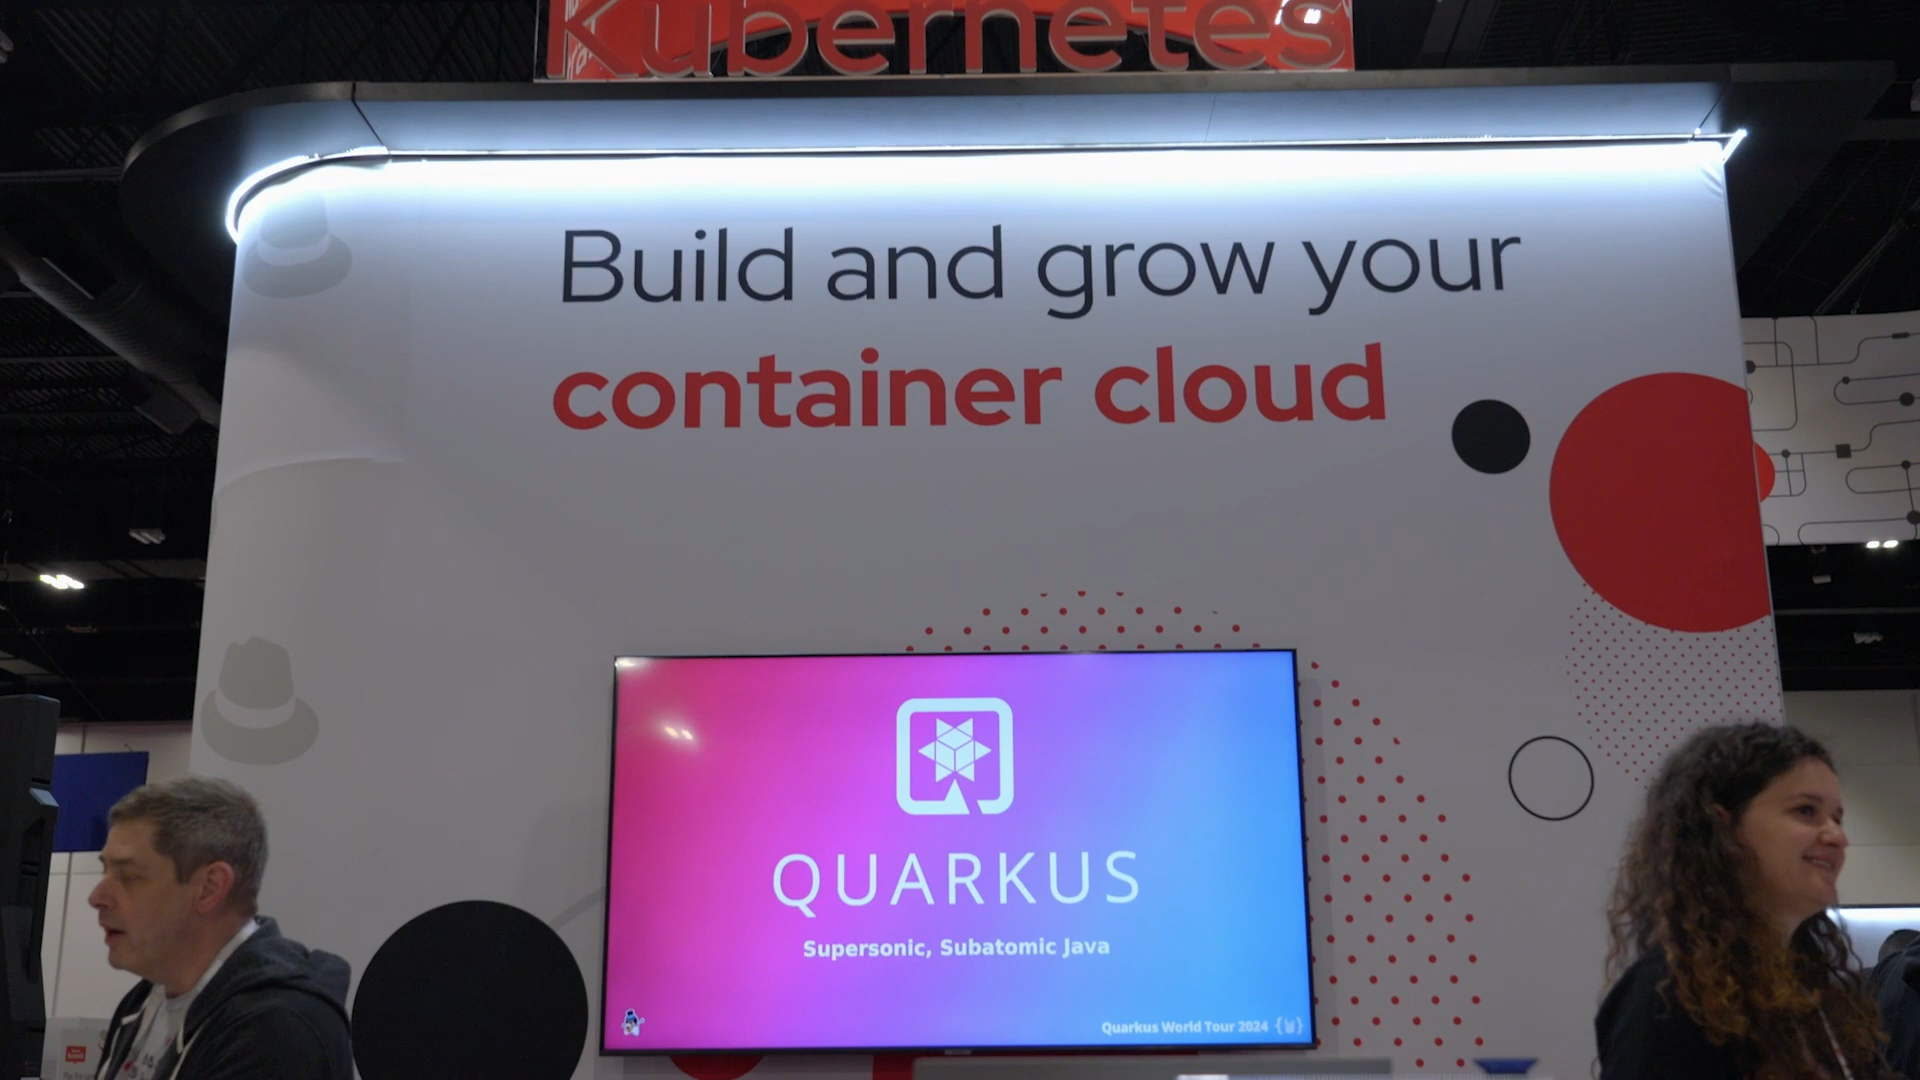 Kubernetes
Build and grow your
container cloud
QUARKUS
Supersonic, Subatomic Java
Quarkus World Tour 2024